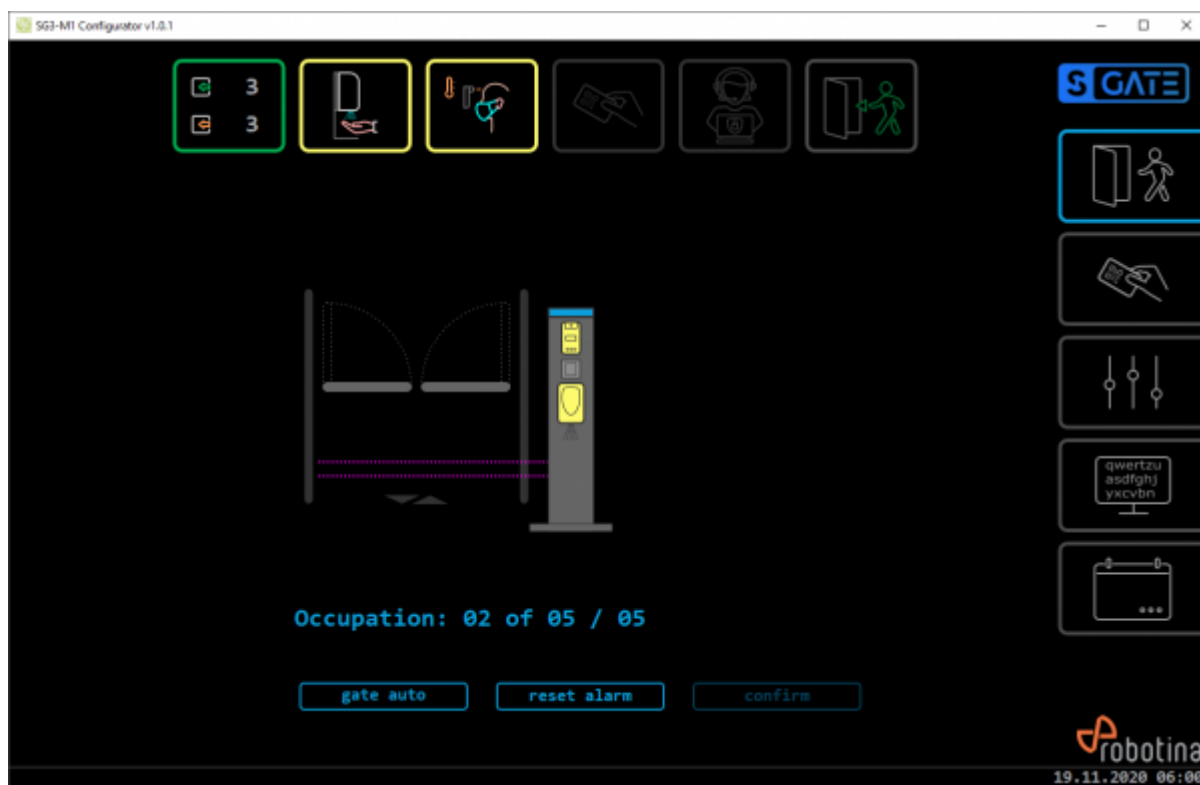 SG3-M1 Configurator v1.0.1
3
3
S GATE
qwertzu
asdfghj
yxcvbn
Occupation: 02 of 05 / 05
gate auto
reset alarm
confirm
robotina
19.11.2020 06:00